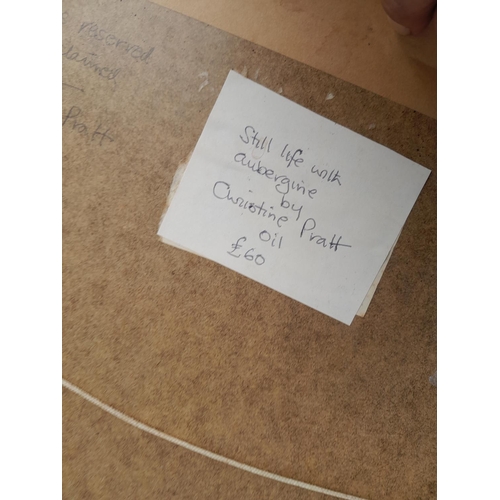 reserved
Pratt
Still life with
aubergine
by
Christine Pratt
oil
£60